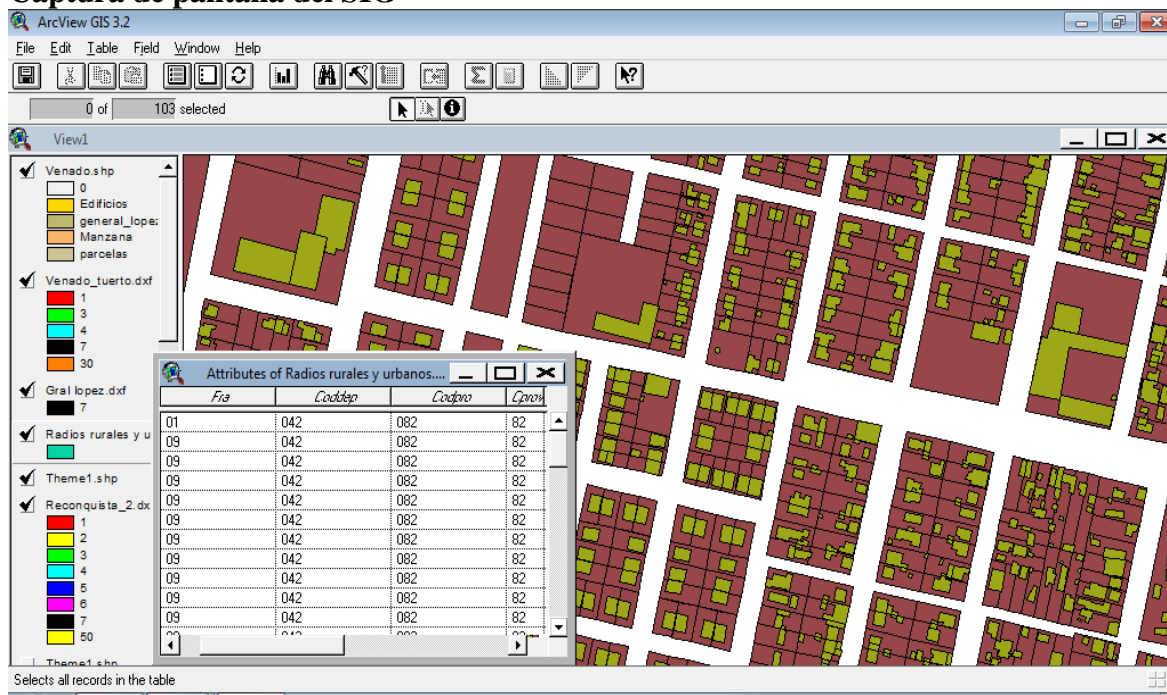 Captura de pantalla del SIG
ArcView GIS 3.2
File Edit Table Field Window Help
0 of 103 selected
View1
Venado.shp
0
Edificios
general_lopez
Manzana
parcelas
Venado_tuerto.dxf
1
3
4
7
30
Gral lopez.dxf
7
Radios rurales y u
Theme1.shp
Reconquista_2.dx
1
2
3
4
5
6
7
50
Theme1.shp
Attributes of Radios rurales y urbanos....
Fra Coddep Codpro Cprov
01 042 082 82
09 042 082 82
09 042 082 82
09 042 082 82
09 042 082 82
09 042 082 82
09 042 082 82
09 042 082 82
09 042 082 82
09 042 082 82
09 042 082 82
Selects all records in the table